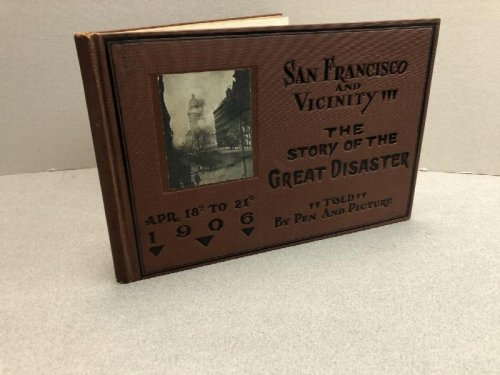 SAN FRANCISCO
AND
VICINITY
THE
STORY OF THE
GREAT DISASTER
"TOLD"
BY PEN AND PICTURE
APR. 18TH TO 21ST
1906